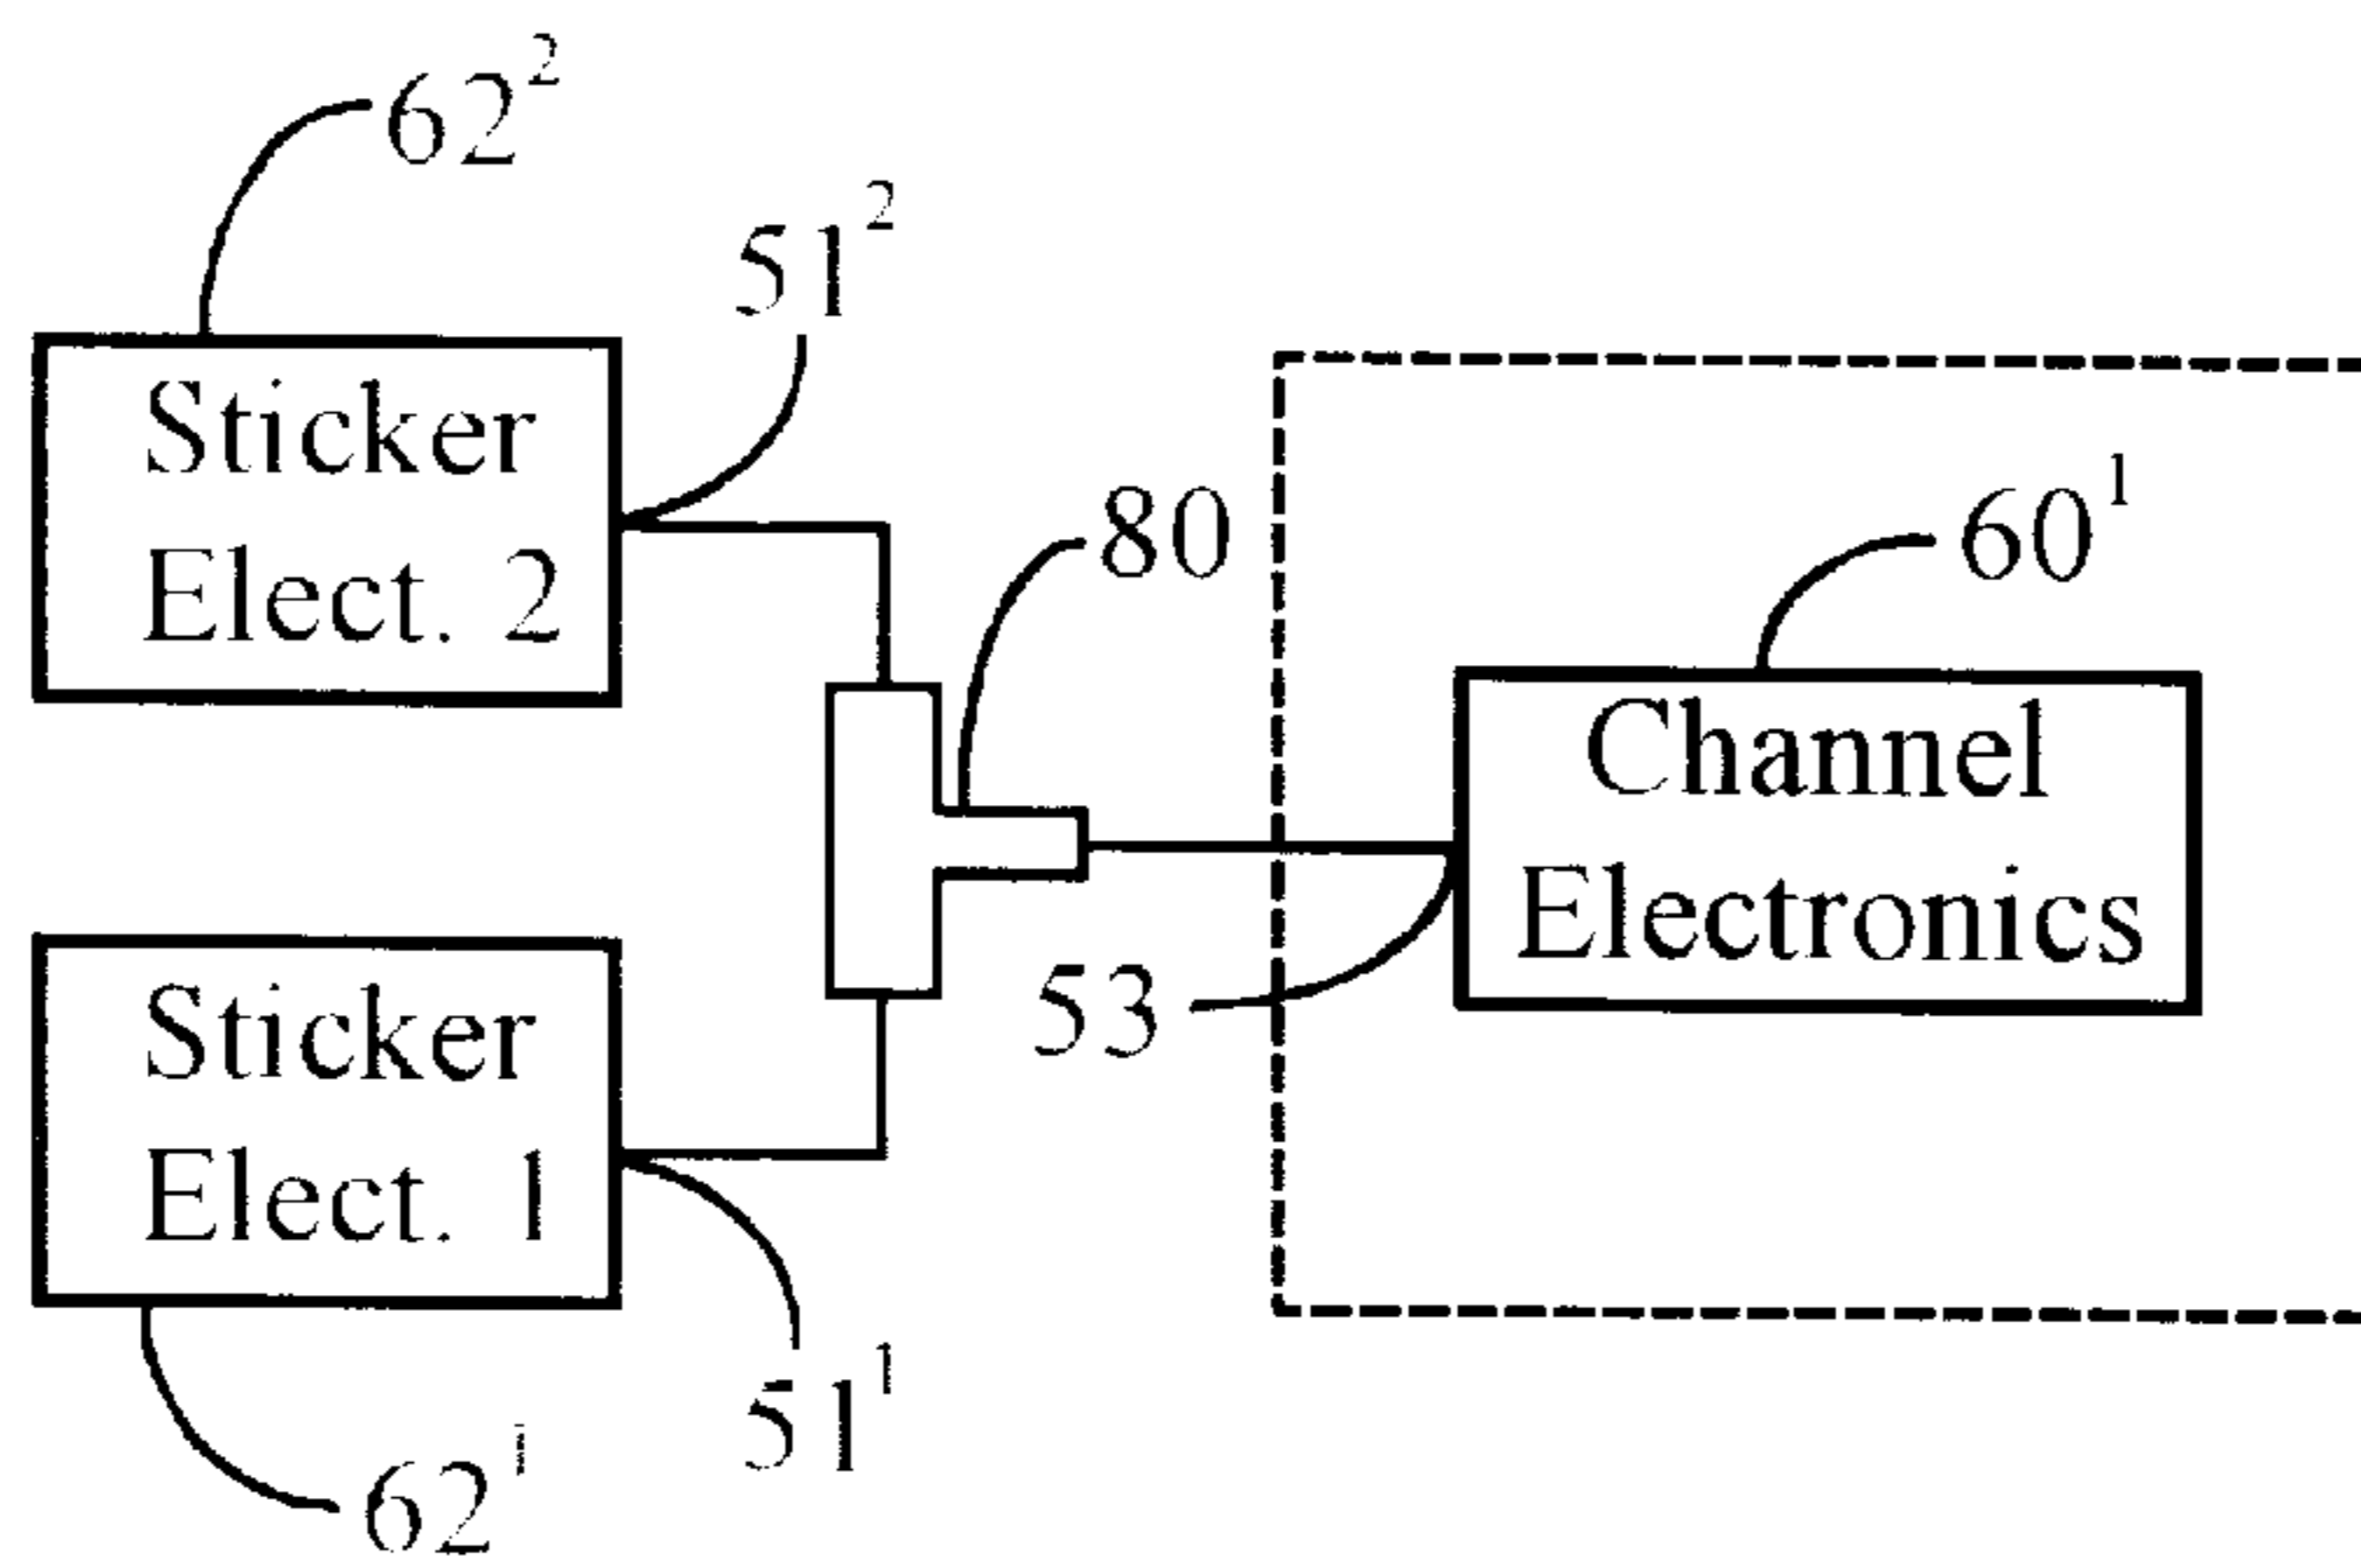 62²
51²
Sticker
Elect. 2
80
60¹
Channel
Electronics
53
Sticker
Elect. 1
51¹
62¹